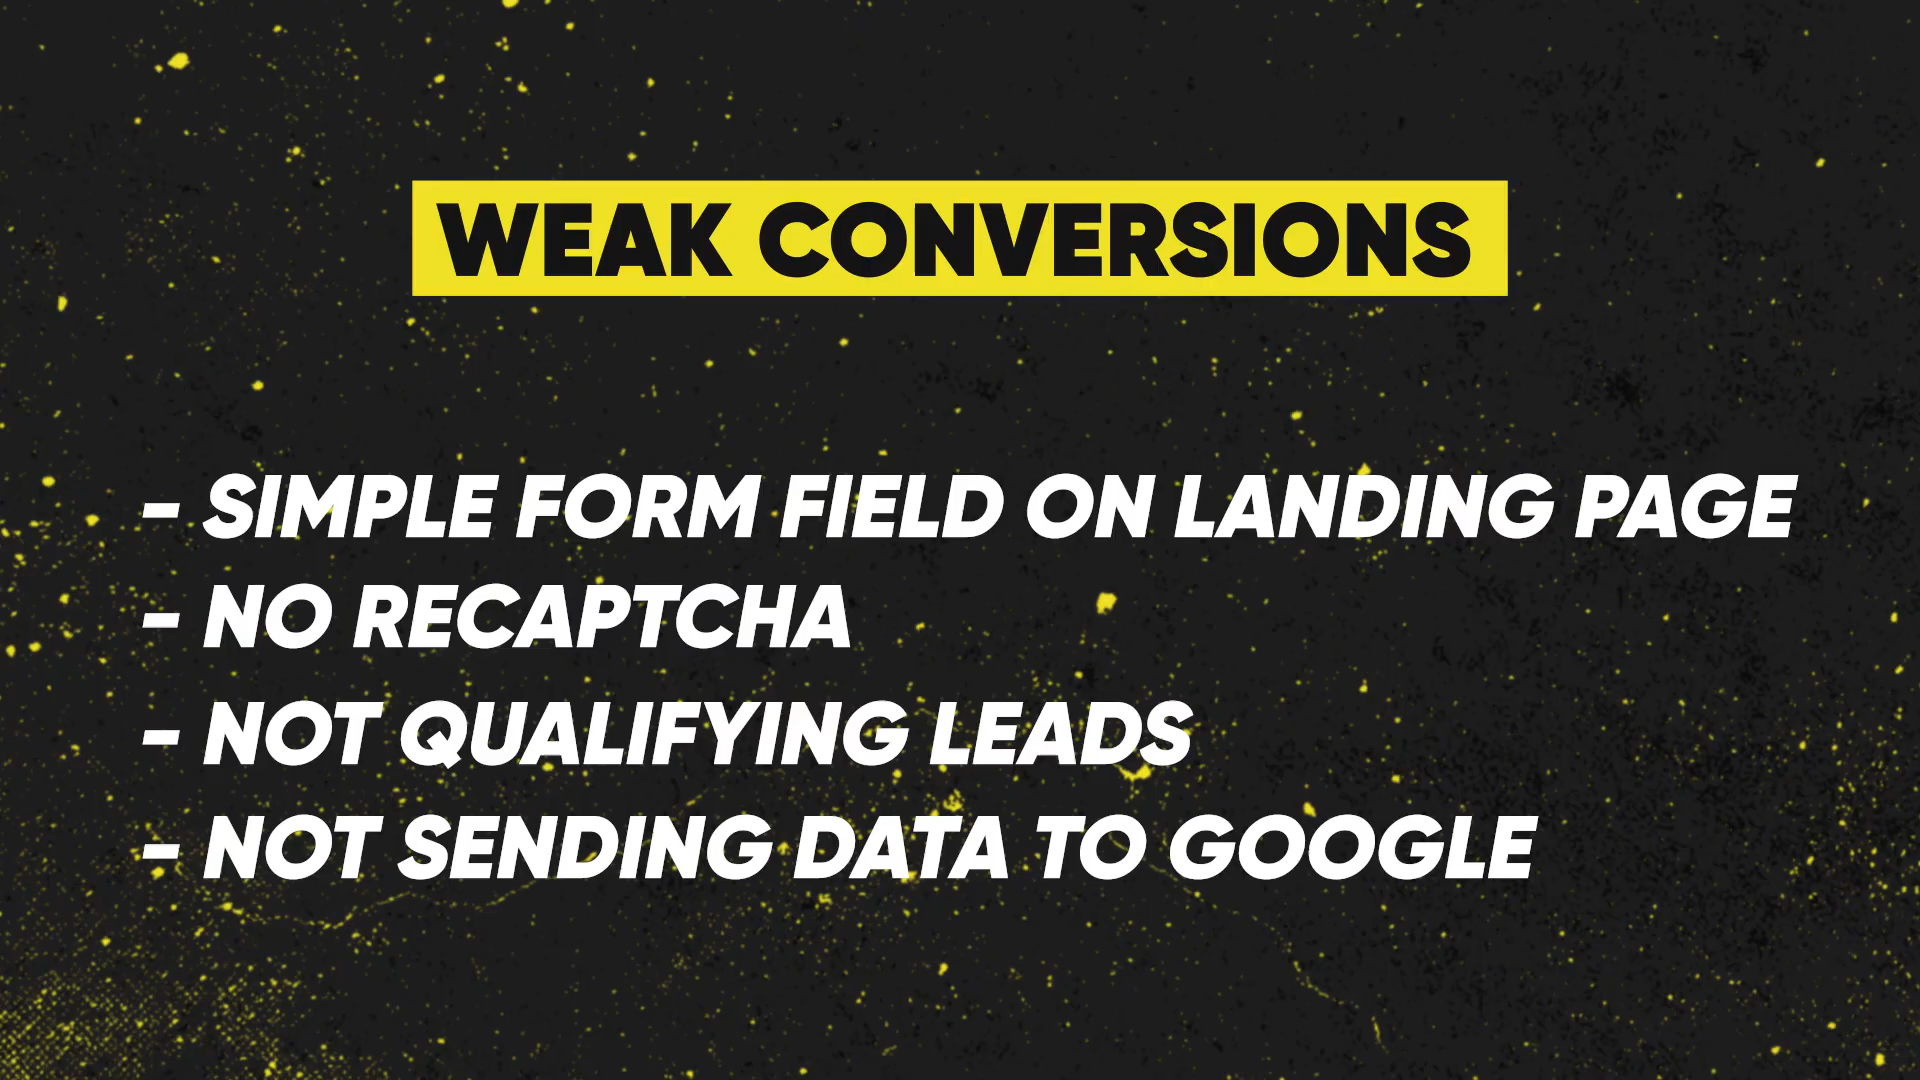 WEAK CONVERSIONS
- SIMPLE FORM FIELD ON LANDING PAGE
- NO RECAPTCHA
- NOT QUALIFYING LEADS
- NOT SENDING DATA TO GOOGLE